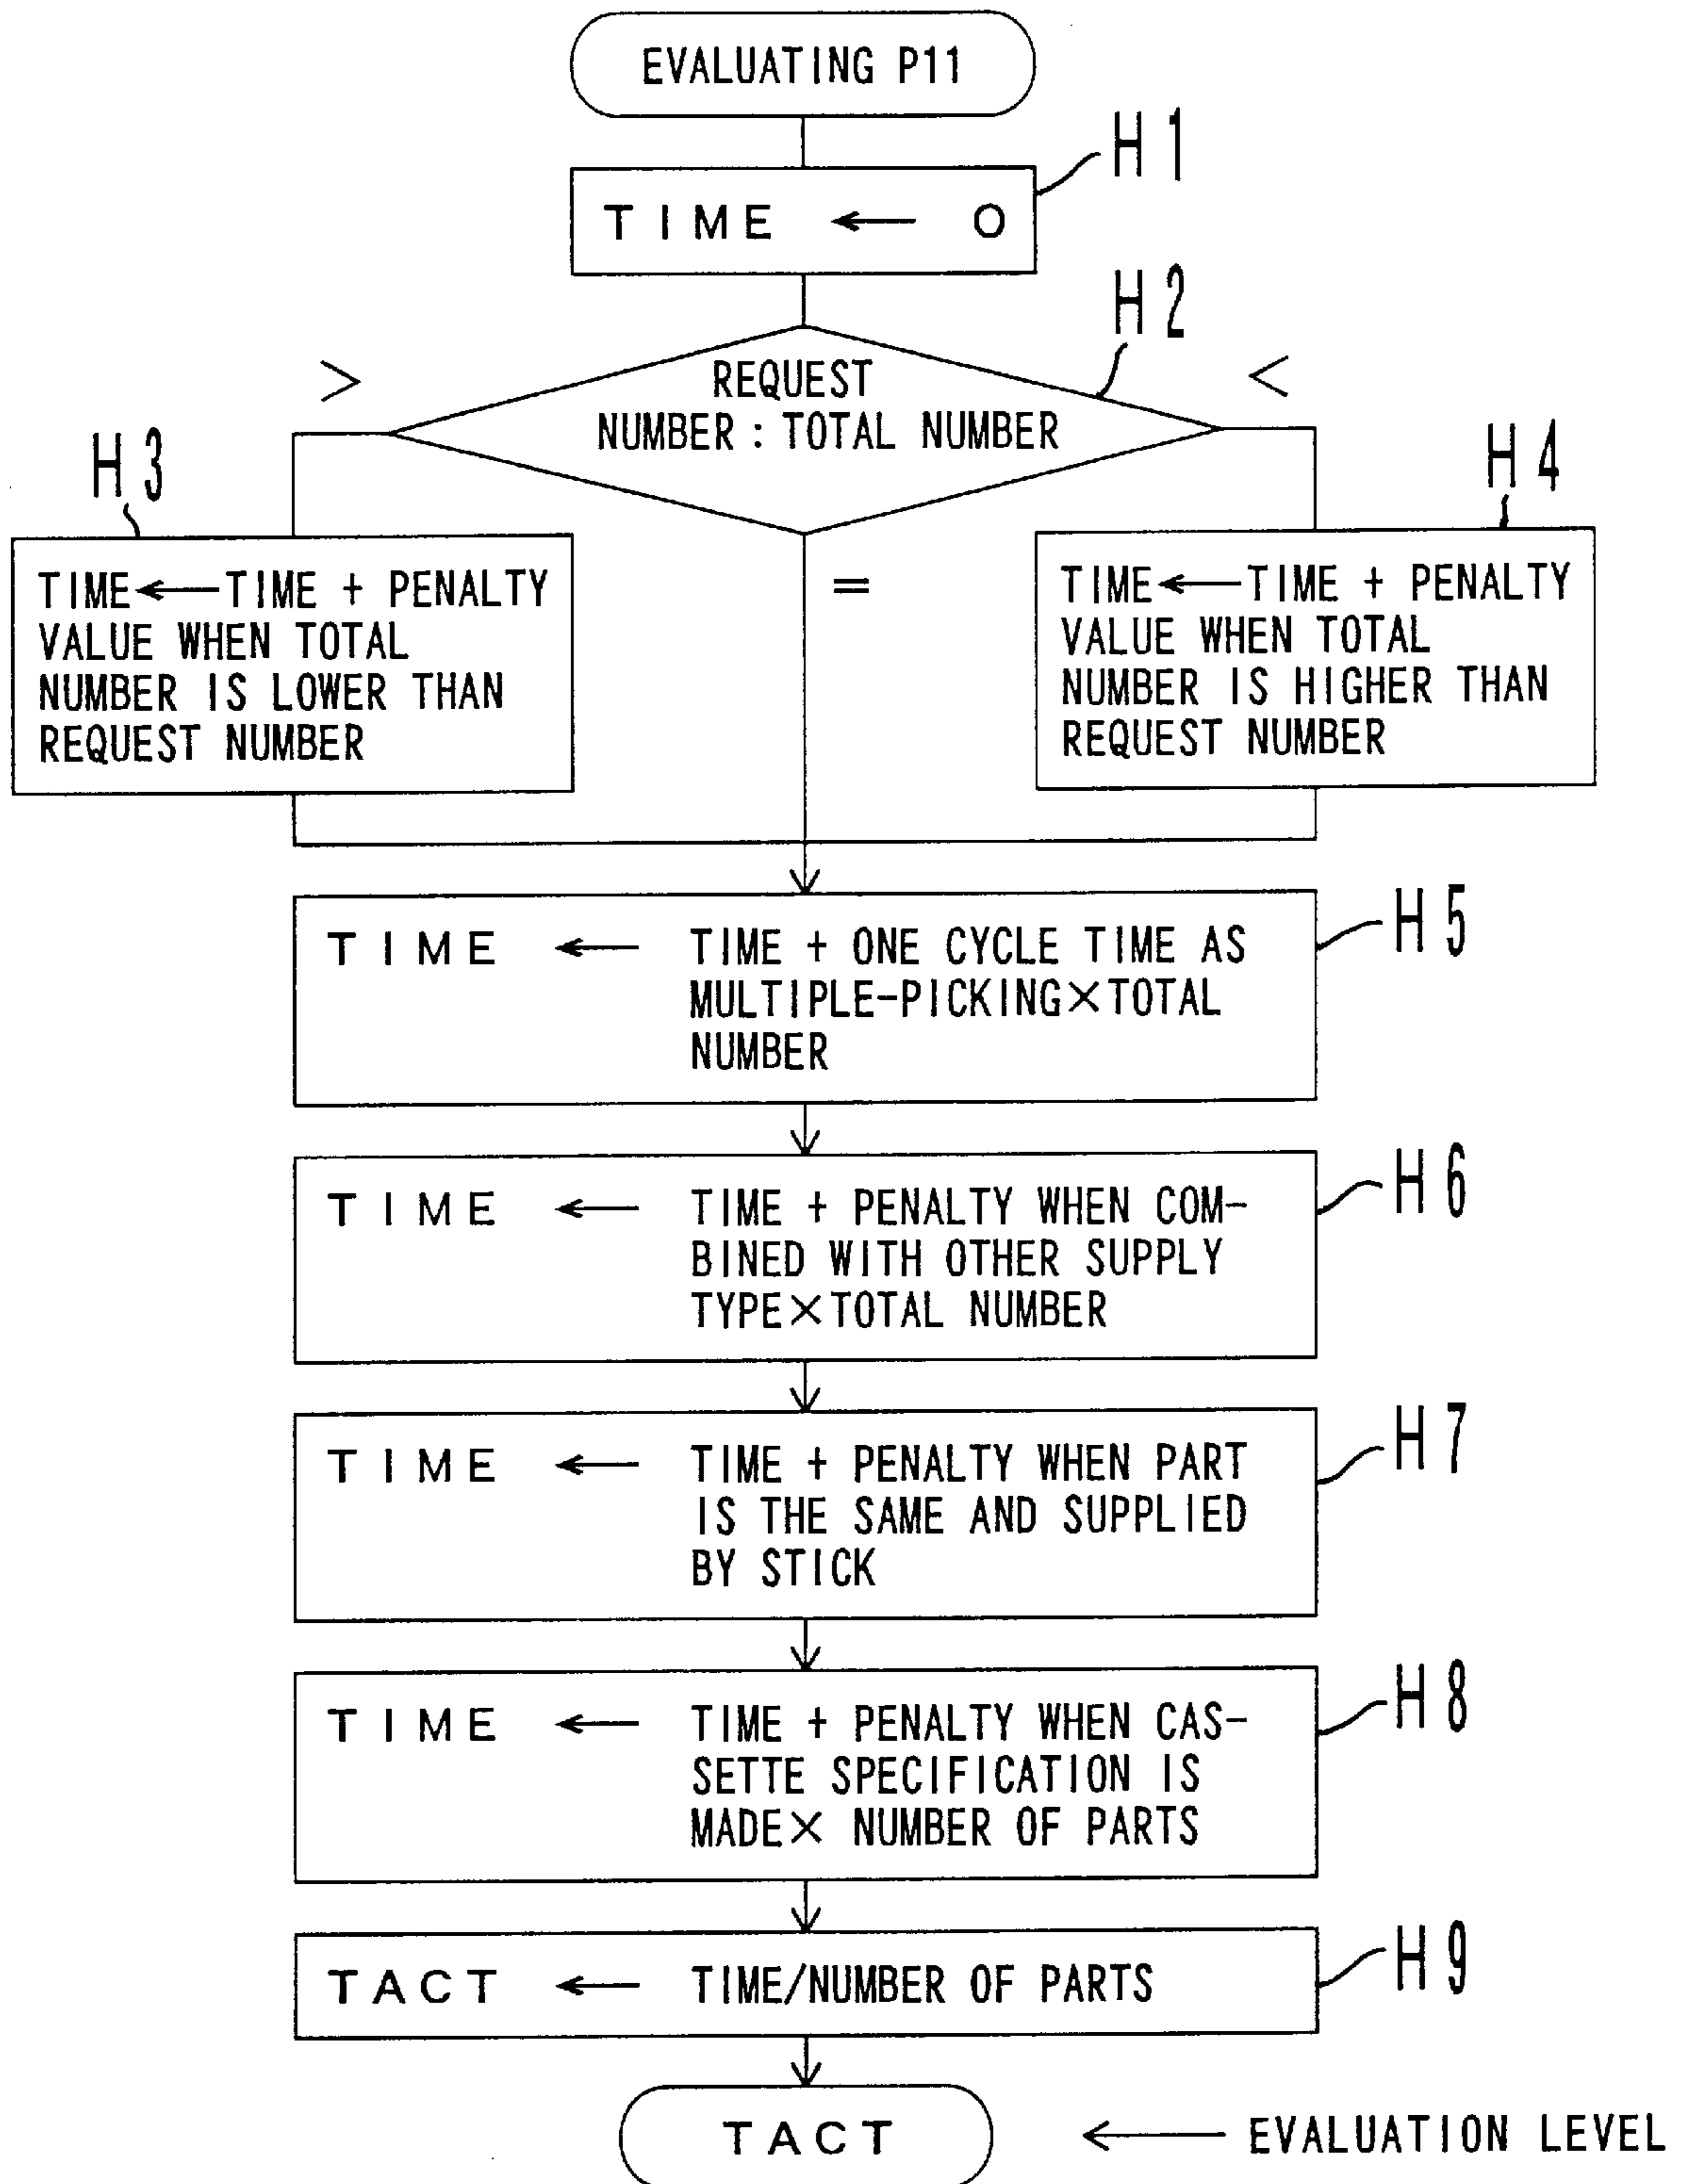 EVALUATING P11
H1
TIME ← 0
H2
>
<
REQUEST
NUMBER : TOTAL NUMBER
H3
H4
TIME ← TIME + PENALTY
VALUE WHEN TOTAL
NUMBER IS LOWER THAN
REQUEST NUMBER
=
TIME ← TIME + PENALTY
VALUE WHEN TOTAL
NUMBER IS HIGHER THAN
REQUEST NUMBER
H5
TIME ← TIME + ONE CYCLE TIME AS
MULTIPLE-PICKING×TOTAL
NUMBER
H6
TIME ← TIME + PENALTY WHEN COM-
BINED WITH OTHER SUPPLY
TYPE×TOTAL NUMBER
H7
TIME ← TIME + PENALTY WHEN PART
IS THE SAME AND SUPPLIED
BY STICK
H8
TIME ← TIME + PENALTY WHEN CAS-
SETTE SPECIFICATION IS
MADE× NUMBER OF PARTS
H9
TACT ← TIME/NUMBER OF PARTS
TACT ← EVALUATION LEVEL